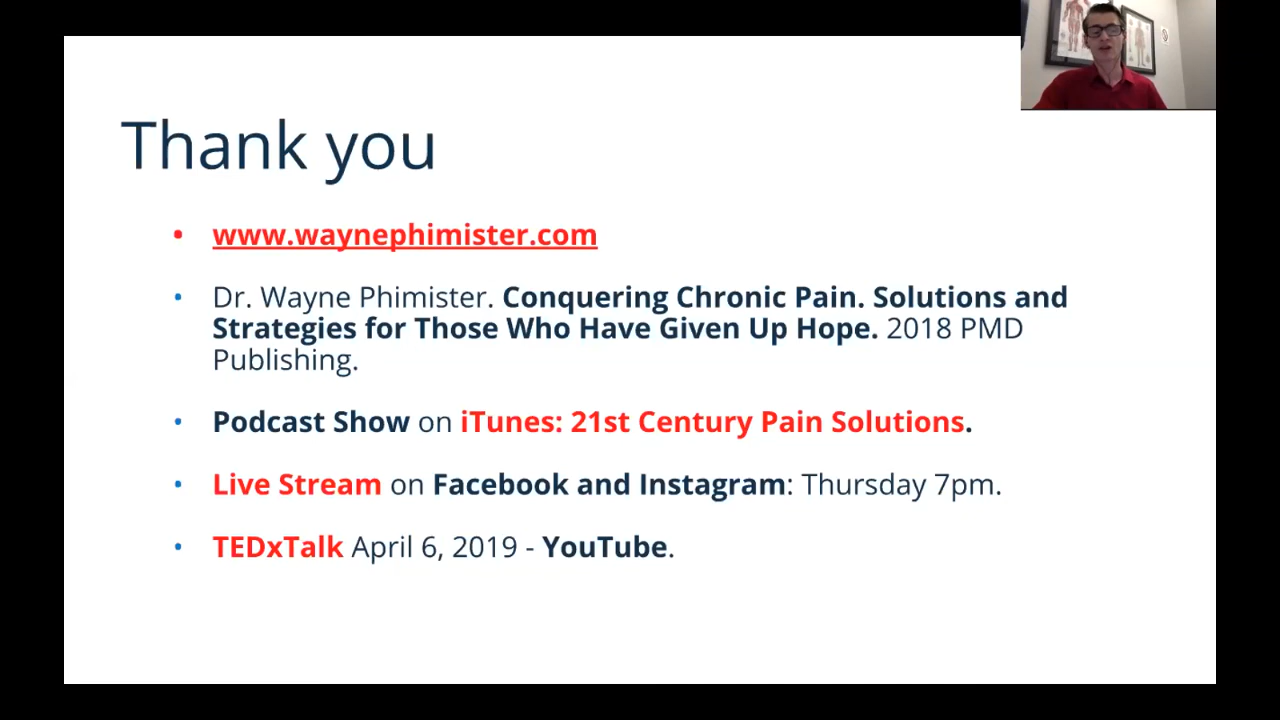 Thank you
• www.waynephimister.com
• Dr. Wayne Phimister. Conquering Chronic Pain. Solutions and
Strategies for Those Who Have Given Up Hope. 2018 PMD
Publishing.
• Podcast Show on iTunes: 21st Century Pain Solutions.
• Live Stream on Facebook and Instagram: Thursday 7pm.
• TEDxTalk April 6, 2019 - YouTube.